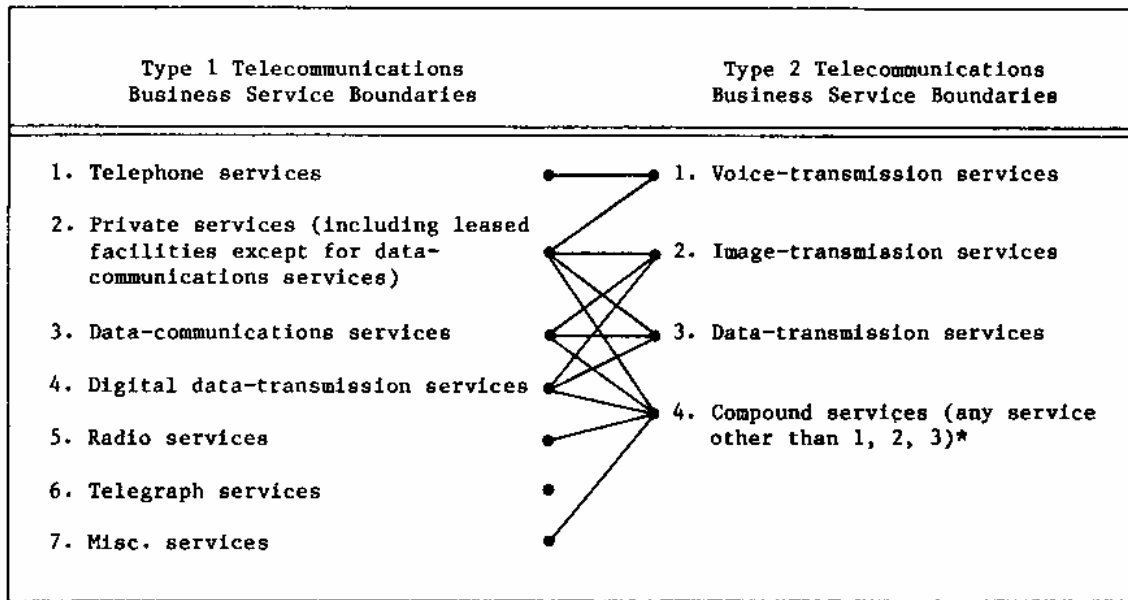 Type 1 Telecommunications
Business Service Boundaries
Type 2 Telecommunications
Business Service Boundaries
1. Telephone services
2. Private services (including leased
facilities except for data-
communications services)
3. Data-communications services
4. Digital data-transmission services
5. Radio services
6. Telegraph services
7. Misc. services
1. Voice-transmission services
2. Image-transmission services
3. Data-transmission services
4. Compound services (any service
other than 1, 2, 3)*